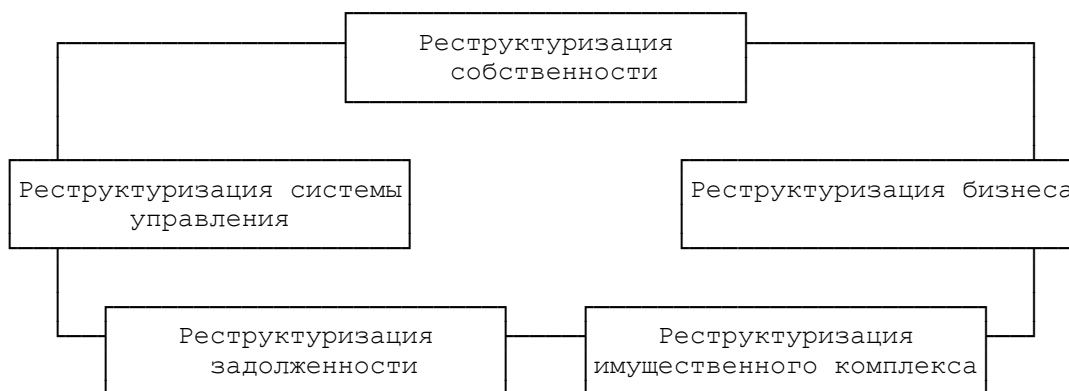 Реструктуризация
собственности
Реструктуризация системы
управления
Реструктуризация бизнеса
Реструктуризация
задолженности
Реструктуризация
имущественного комплекса